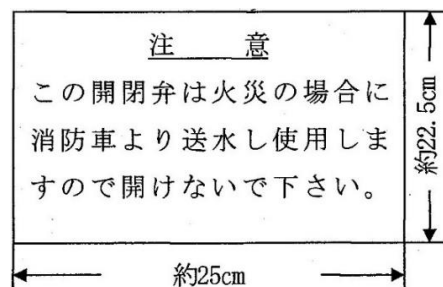 注　意
この開閉弁は火災の場合に
消防車より送水し使用しま
すので開けないで下さい。
約22.5cm
約25cm